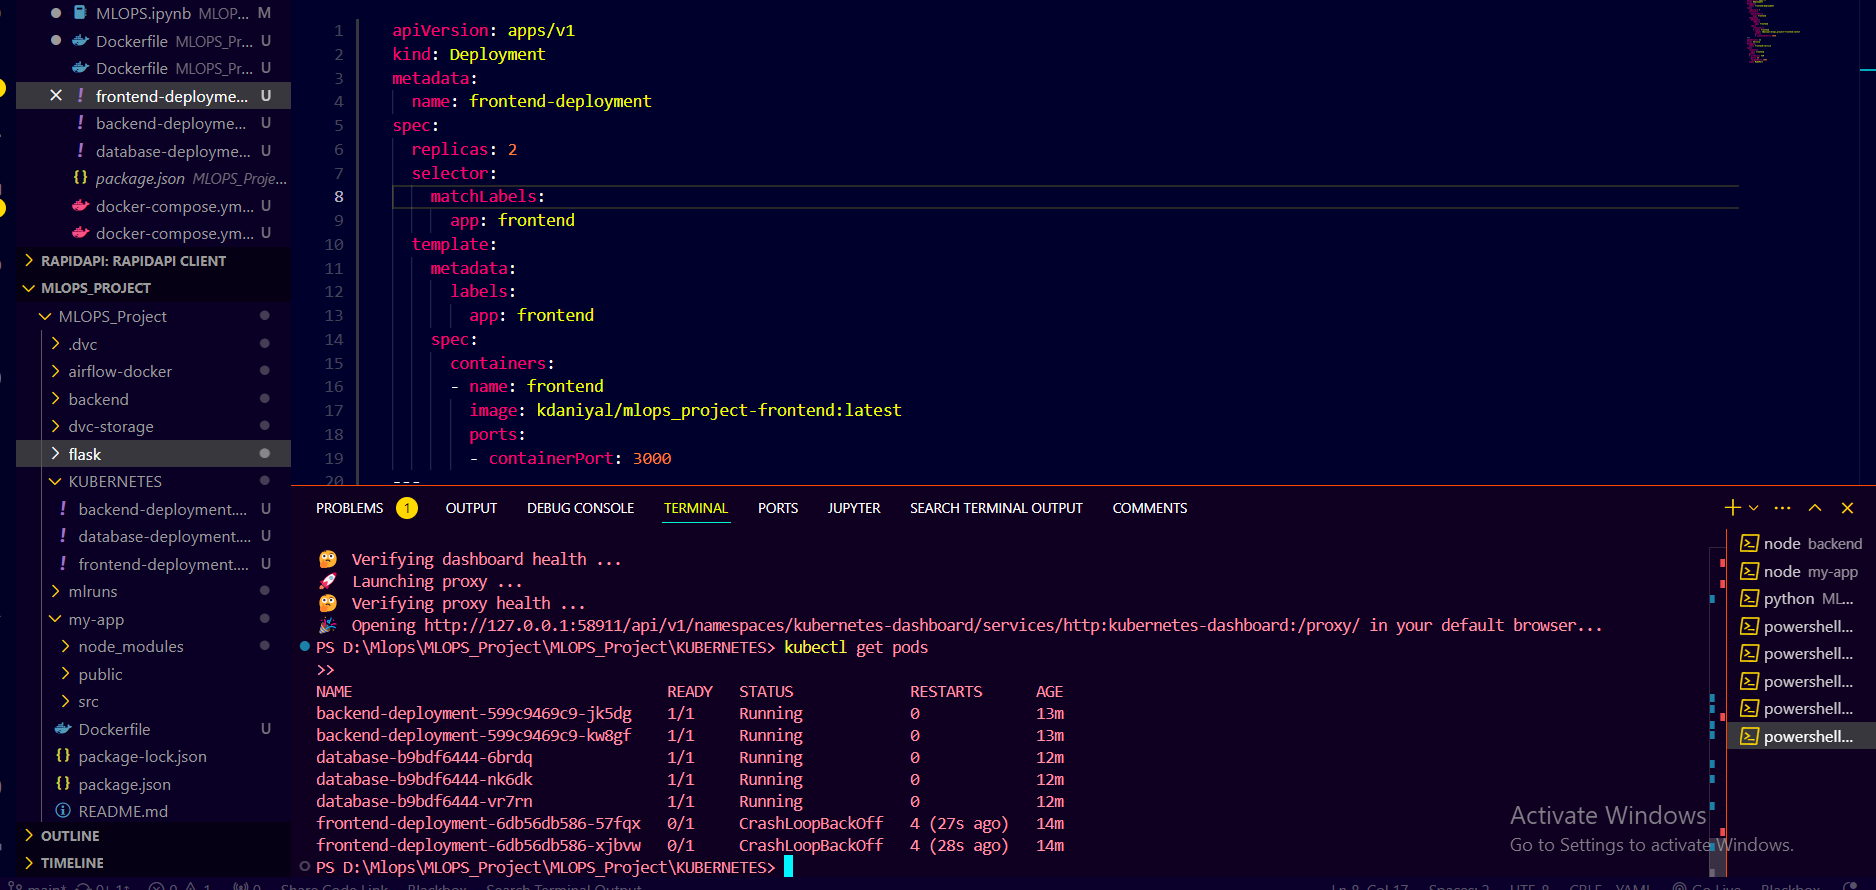 MLOPS.ipynb MLOP... M
Dockerfile MLOPS_Pr... U
Dockerfile MLOPS_Pr... U
frontend-deployme... U
backend-deployme... U
database-deployme... U
package.json MLOPS_Proje...
docker-compose.ym... U
docker-compose.ym... U
RAPIDAPI: RAPIDAPI CLIENT
MLOPS_PROJECT
MLOPS_Project
.dvc
airflow-docker
backend
dvc-storage
flask
KUBERNETES
backend-deployment.... U
database-deployment.... U
frontend-deployment.... U
mlruns
my-app
node_modules
public
src
Dockerfile U
package-lock.json
package.json
README.md
OUTLINE
TIMELINE
1 apiVersion: apps/v1
2 kind: Deployment
3 metadata:
4 name: frontend-deployment
5 spec:
6 replicas: 2
7 selector:
8 matchLabels:
9 app: frontend
10 template:
11 metadata:
12 labels:
13 app: frontend
14 spec:
15 containers:
16 - name: frontend
17 image: kdaniyal/mlops_project-frontend:latest
18 ports:
19 - containerPort: 3000
20 ---
PROBLEMS 1 OUTPUT DEBUG CONSOLE TERMINAL PORTS JUPYTER SEARCH TERMINAL OUTPUT COMMENTS
Verifying dashboard health ...
Launching proxy ...
Verifying proxy health ...
Opening http://127.0.0.1:58911/api/v1/namespaces/kubernetes-dashboard/services/http:kubernetes-dashboard:/proxy/ in your default browser...
PS D:\Mlops\MLOPS_Project\MLOPS_Project\KUBERNETES> kubectl get pods
>>
NAME READY STATUS RESTARTS AGE
backend-deployment-599c9469c9-jk5dg 1/1 Running 0 13m
backend-deployment-599c9469c9-kw8gf 1/1 Running 0 13m
database-b9bdf6444-6brdq 1/1 Running 0 12m
database-b9bdf6444-nk6dk 1/1 Running 0 12m
database-b9bdf6444-vr7rn 1/1 Running 0 12m
frontend-deployment-6db56db586-57fqx 0/1 CrashLoopBackOff 4 (27s ago) 14m
frontend-deployment-6db56db586-xjbvw 0/1 CrashLoopBackOff 4 (28s ago) 14m
PS D:\Mlops\MLOPS_Project\MLOPS_Project\KUBERNETES>
node backend
node my-app
python ML...
powershell...
powershell...
powershell...
powershell...
powershell...
Activate Windows
Go to Settings to activate Windows.